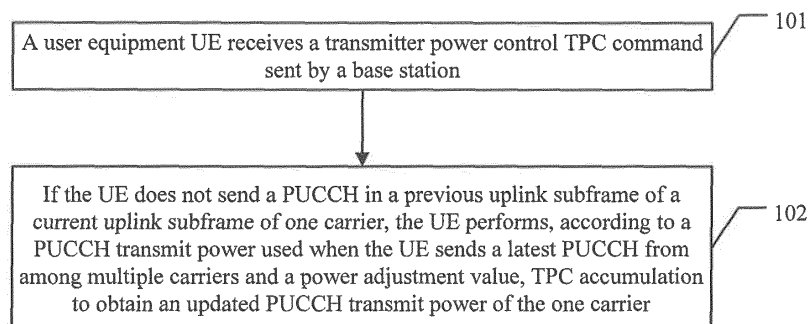 A user equipment UE receives a transmitter power control TPC command
sent by a base station
101
If the UE does not send a PUCCH in a previous uplink subframe of a
current uplink subframe of one carrier, the UE performs, according to a
PUCCH transmit power used when the UE sends a latest PUCCH from
among multiple carriers and a power adjustment value, TPC accumulation
to obtain an updated PUCCH transmit power of the one carrier
102